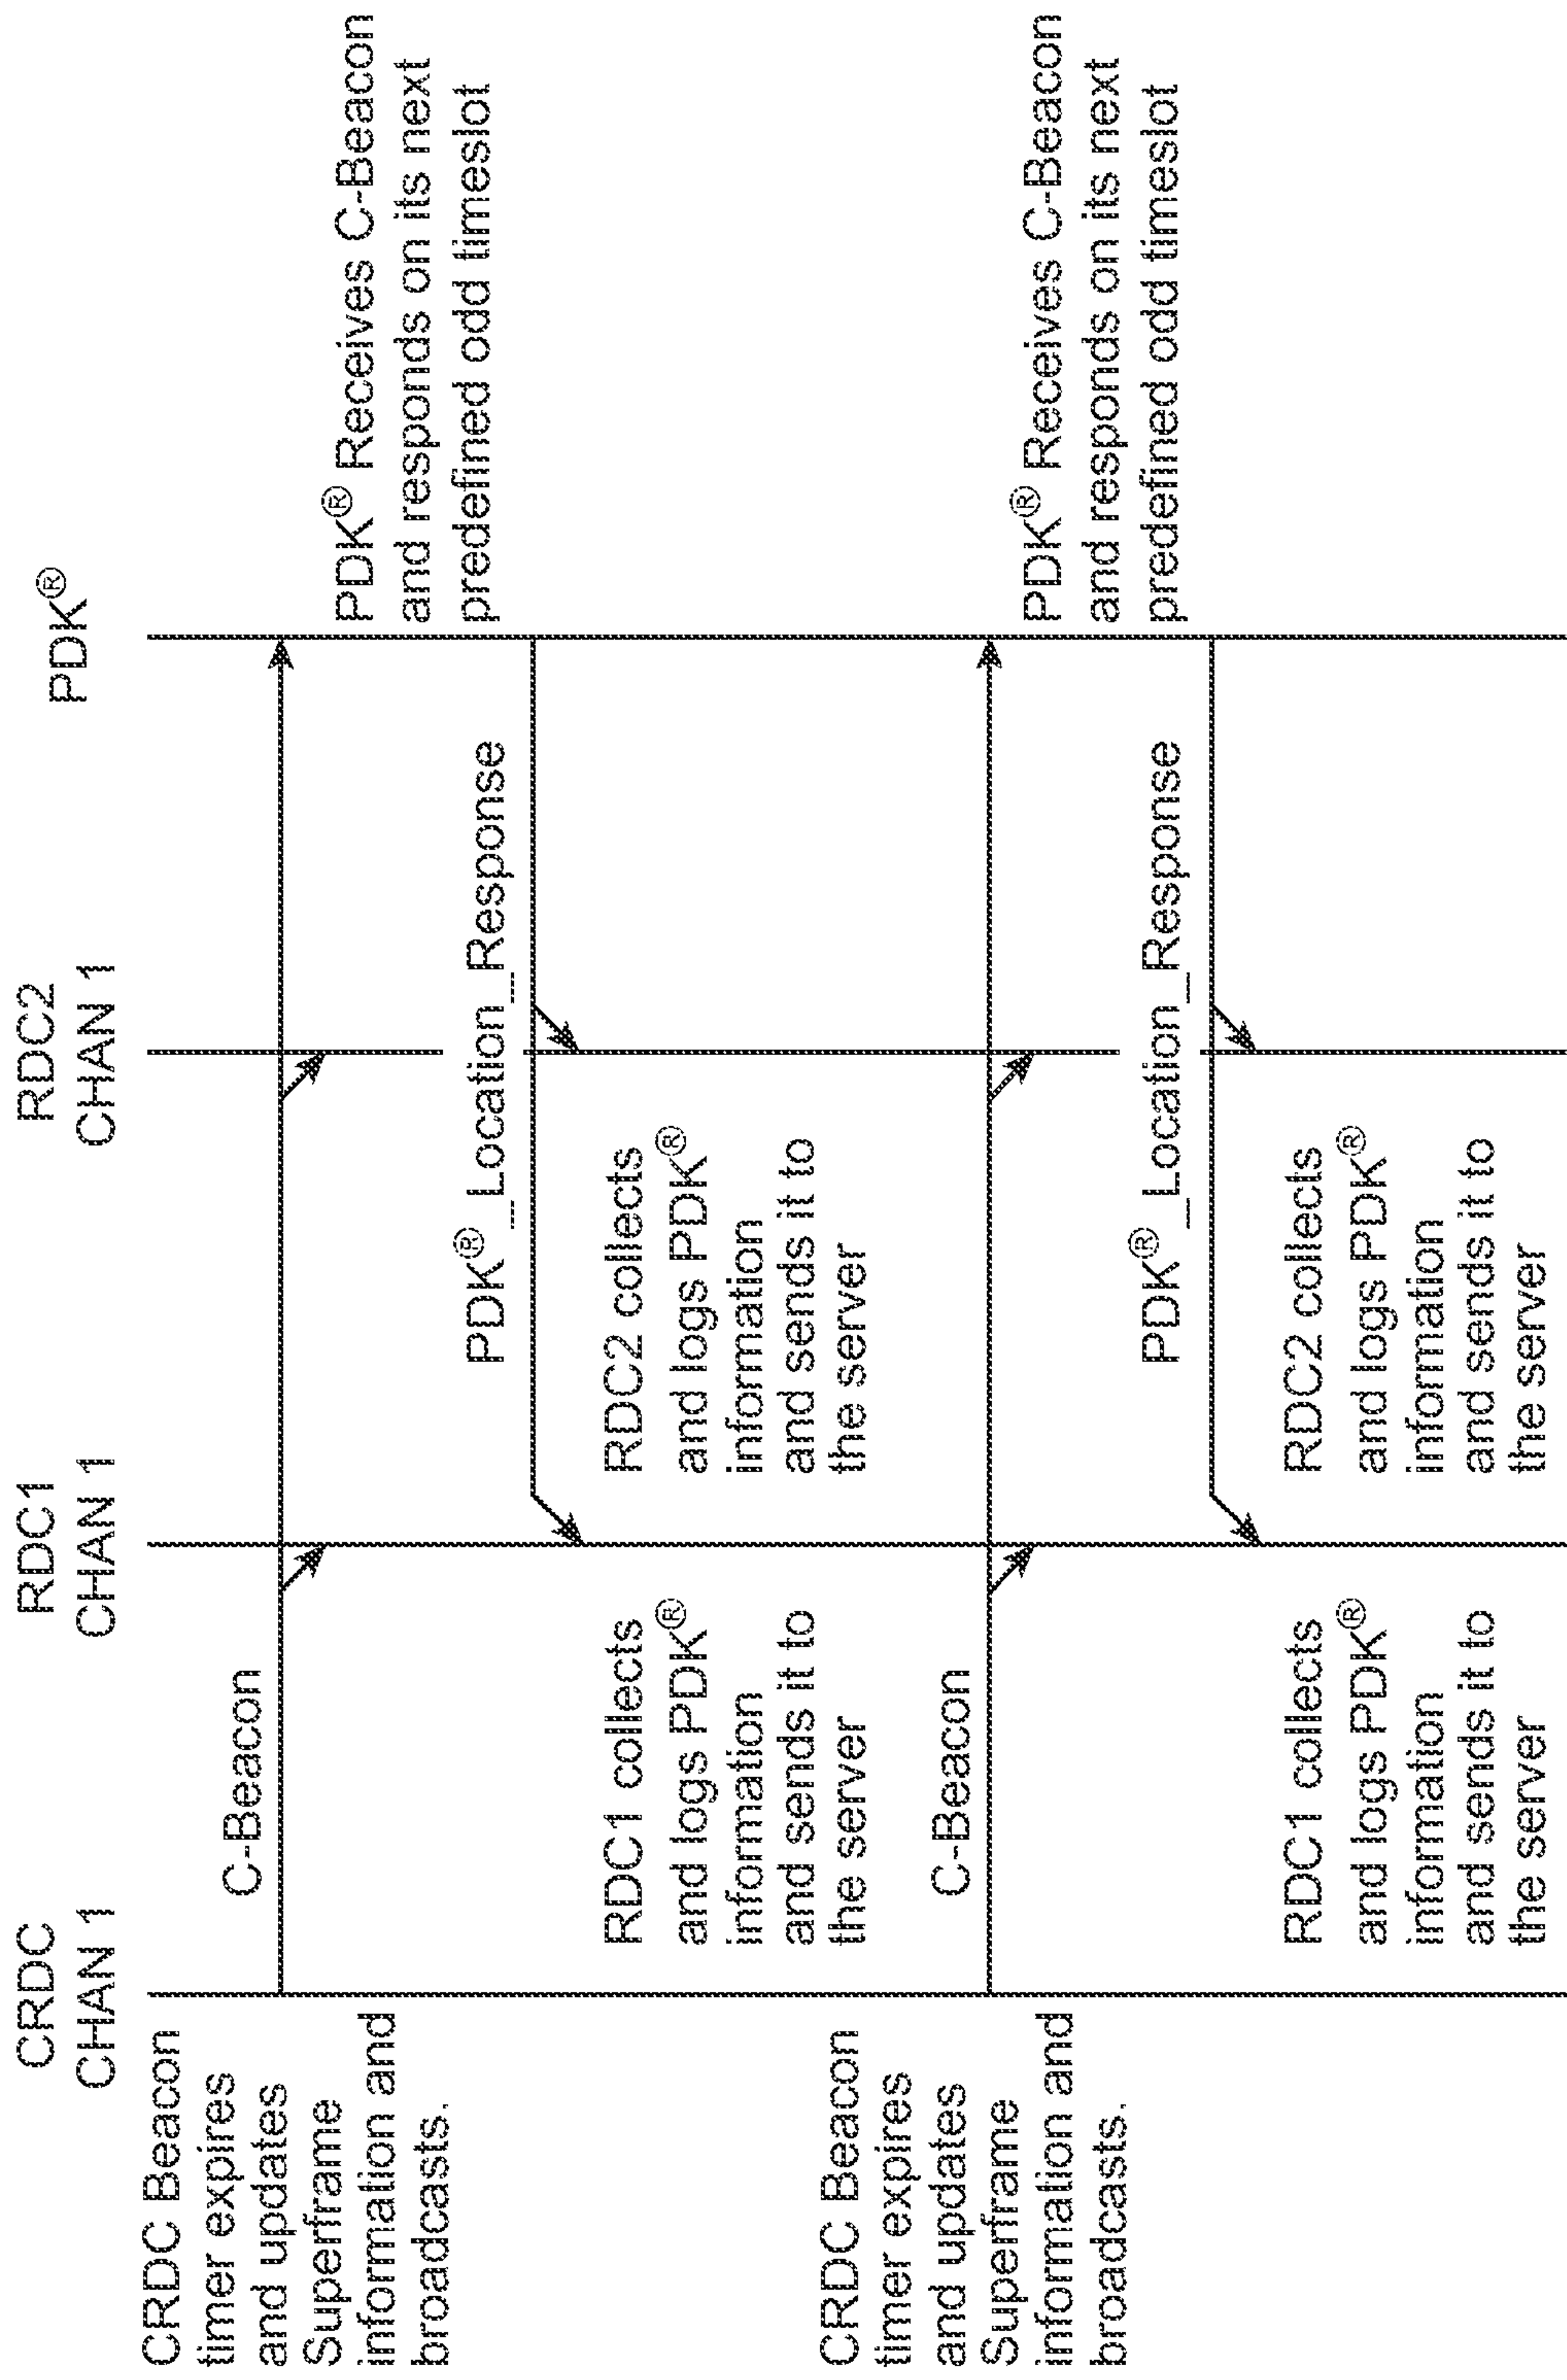 CRDC
CHAN 1
RDC1
CHAN 1
RDC2
CHAN 1
PDK®
CRDC Beacon
timer expires
and updates
Superframe
information and
broadcasts.
C-Beacon
PDK® Receives C-Beacon
and responds on its next
predefined odd timeslot
PDK®_Location_Response
RDC1 collects
and logs PDK®
information
and sends it to
the server
RDC2 collects
and logs PDK®
information
and sends it to
the server
CRDC Beacon
timer expires
and updates
Superframe
information and
broadcasts.
C-Beacon
PDK® Receives C-Beacon
and responds on its next
predefined odd timeslot
PDK®_Location_Response
RDC1 collects
and logs PDK®
information
and sends it to
the server
RDC2 collects
and logs PDK®
information
and sends it to
the server